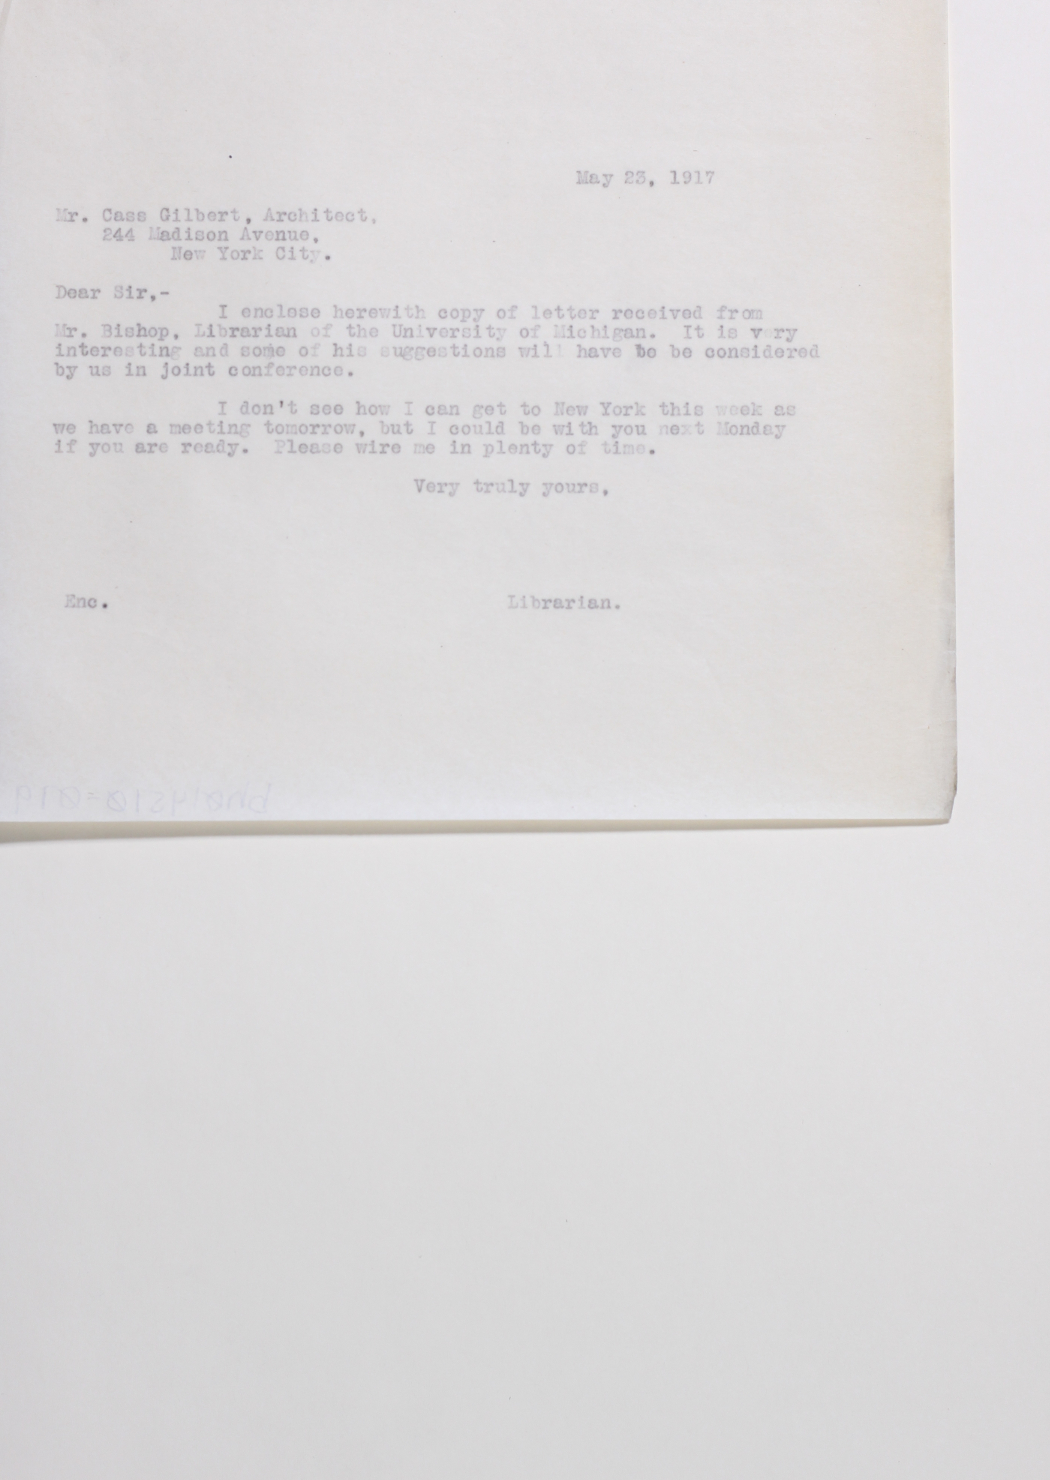 May 23, 1917
Mr. Cass Gilbert, Architect,
244 Madison Avenue,
New York City.
Dear Sir,-
I enclose herewith copy of letter received from
Mr. Bishop, Librarian of the University of Michigan. It is very
interesting and some of his suggestions will have be be considered
by us in joint conference.
I don't see how I can get to New York this week as
we have a meeting tomorrow, but I could be with you next Monday
if you are ready. Please wire me in plenty of time.
Very truly yours,
Enc. Librarian.